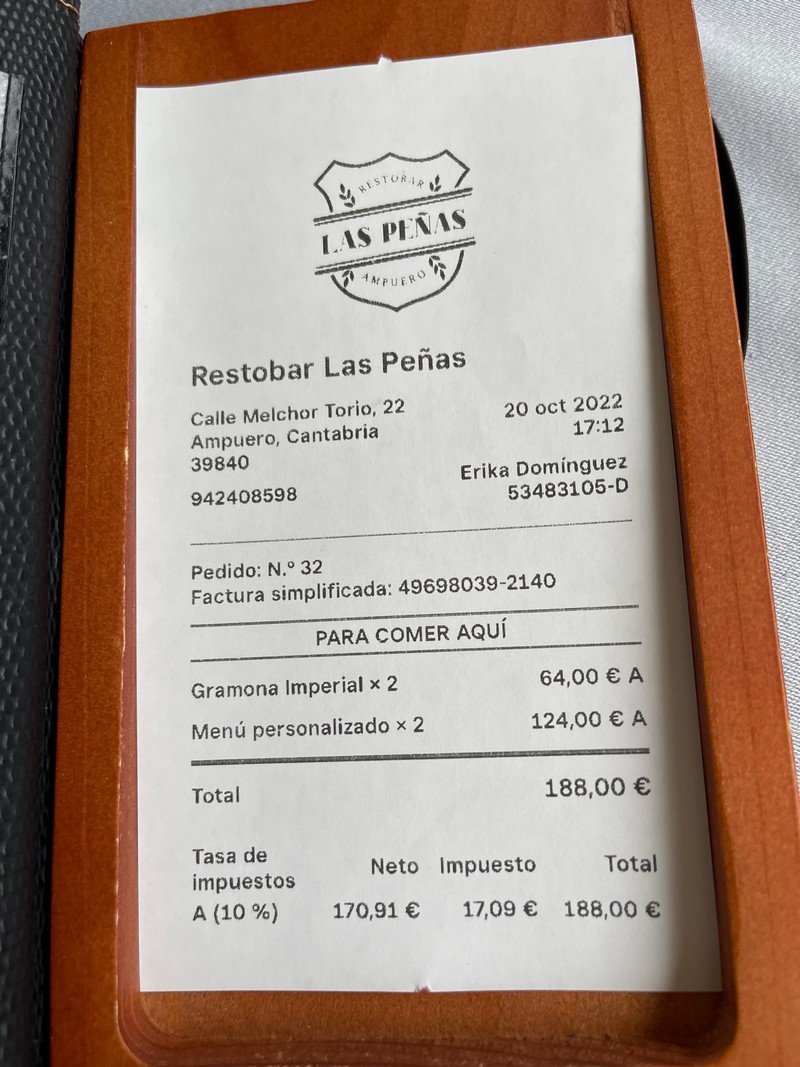 RESTOBAR
LAS PEÑAS
AMPUERO
Restobar Las Peñas
Calle Melchor Torio, 22
Ampuero, Cantabria
39840
942408598
20 oct 2022
17:12
Erika Domínguez
53483105-D
Pedido: N.º 32
Factura simplificada: 49698039-2140
PARA COMER AQUÍ
Gramona Imperial × 2 64,00 € A
Menú personalizado × 2 124,00 € A
Total 188,00 €
Tasa de impuestos Neto Impuesto Total
A (10 %) 170,91 € 17,09 € 188,00 €